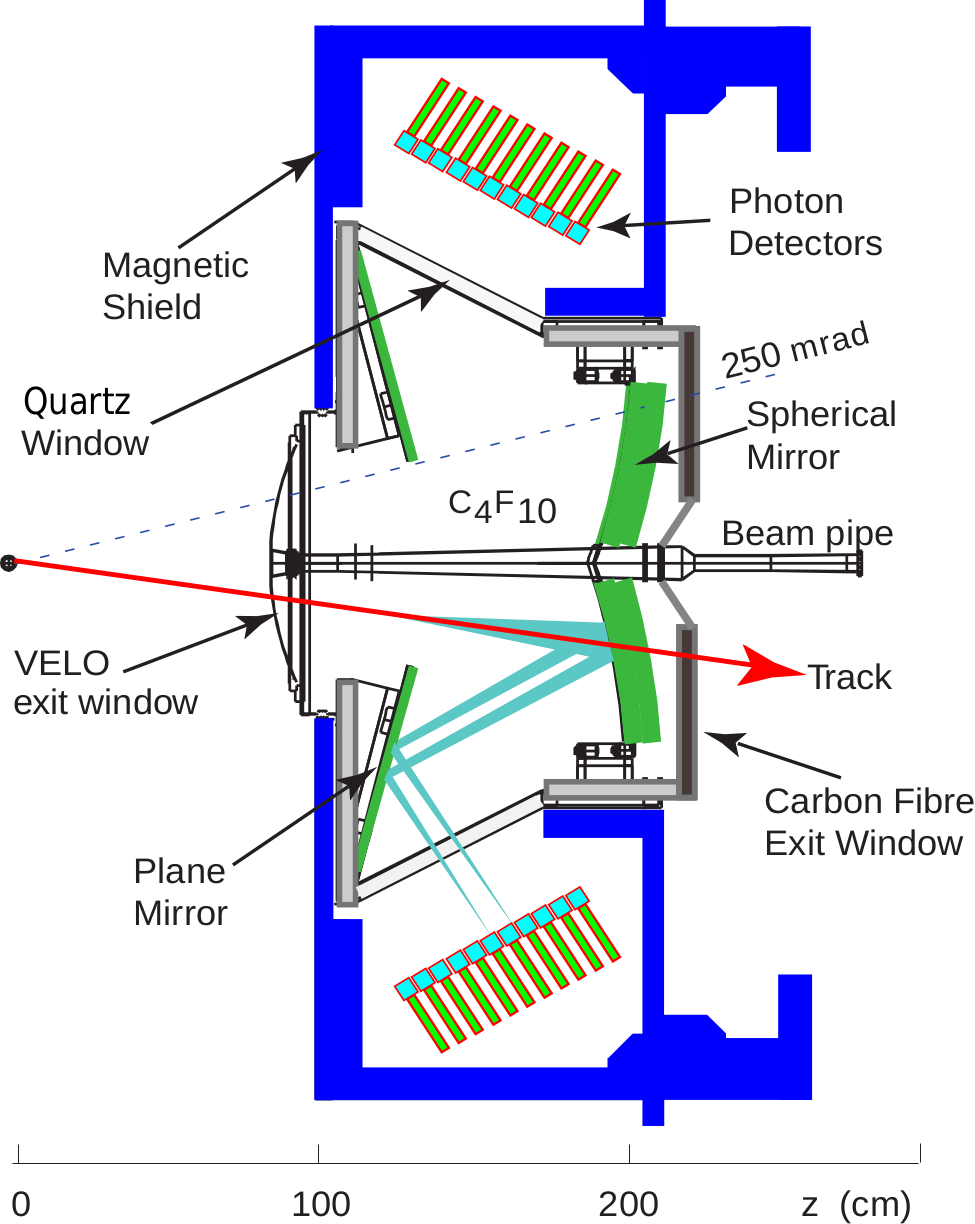 Photon
Detectors
Magnetic
Shield
250 mrad
Quartz
Window
Spherical
Mirror
C4F10
Beam pipe
VELO
exit window
Track
Carbon Fibre
Exit Window
Plane
Mirror
0 100 200 z (cm)